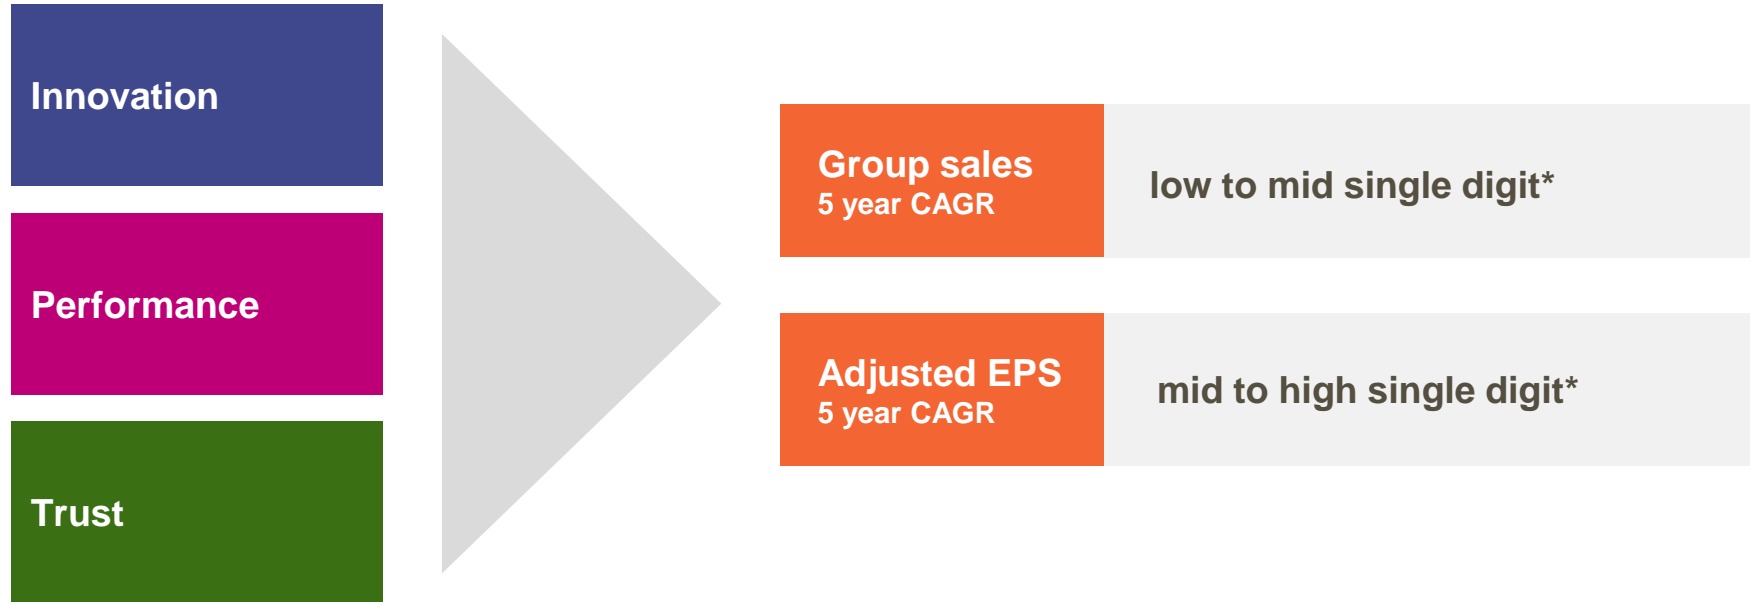 Innovation
Performance
Trust
Group sales
5 year CAGR
low to mid single digit*
Adjusted EPS
5 year CAGR
mid to high single digit*